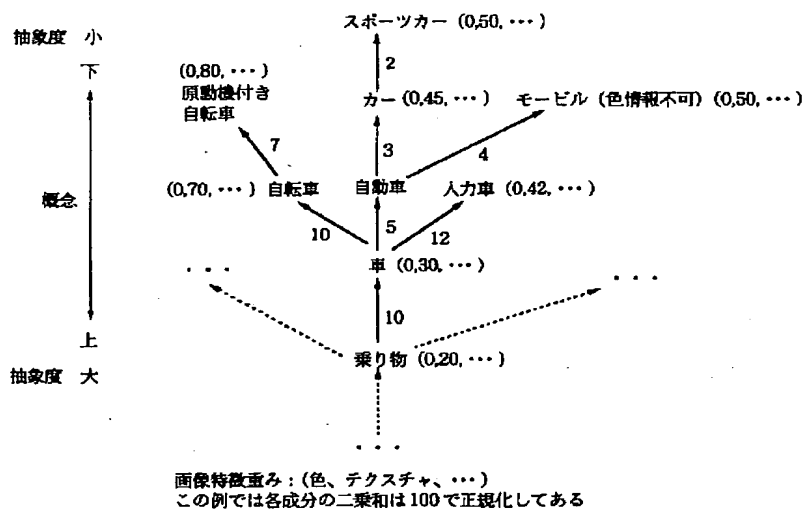 スポーツカー (0,50, ･･･)
抽象度 小
下
2
(0,80, ･･･)
原動機付き
自転車
カー (0,45, ･･･)
モービル (色情報不可) (0,50, ･･･)
7
3
4
概念
(0,70, ･･･) 自転車
自動車
人力車 (0,42, ･･･)
10
5
12
･･･
車 (0,30, ･･･)
･･･
10
上
乗り物 (0,20, ･･･)
抽象度 大
･･･
画像特徴重み：(色、テクスチャ、･･･)
この例では各成分の二乗和は100で正規化してある